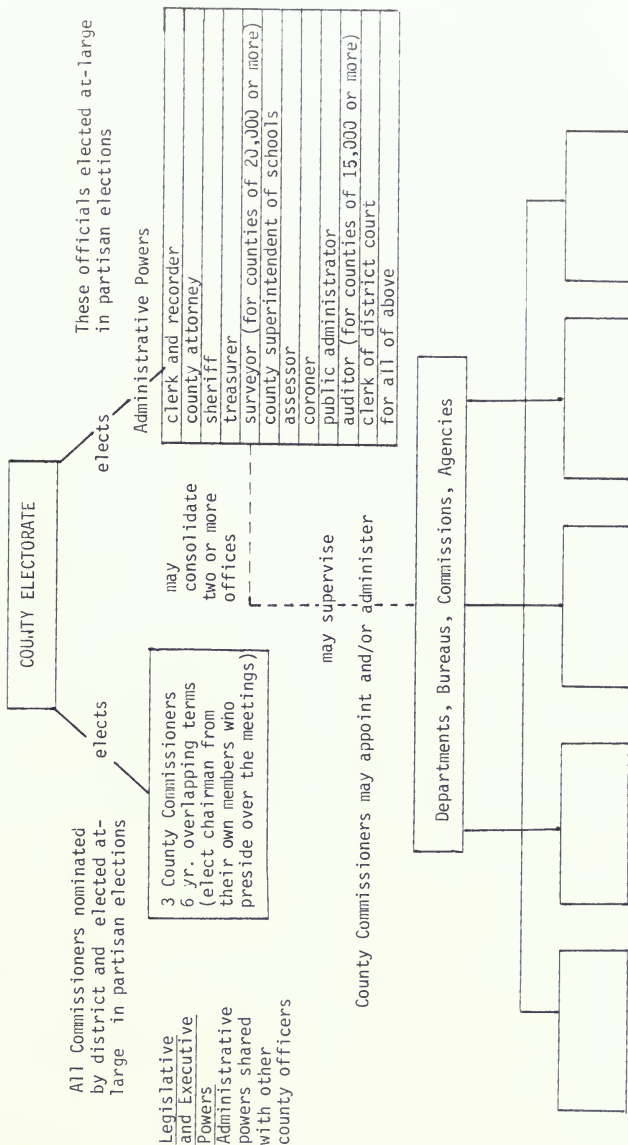 COUNTY ELECTORATE
All Commissioners nominated
by district and elected at-
large in partisan elections
elects
elects
These officials elected at-large
in partisan elections
Legislative
and Executive
Powers
Administrative
powers shared
with other
county officers
3 County Commissioners
6 yr. overlapping terms
(elect chairman from
their own members who
preside over the meetings)
may
consolidate
two or more
offices
Administrative Powers
clerk and recorder
county attorney
sheriff
treasurer
surveyor (for counties of 20,000 or more)
county superintendent of schools
assessor
coroner
public administrator
auditor (for counties of 15,000 or more)
clerk of district court
for all of above
may supervise
County Commissioners may appoint and/or administer
Departments, Bureaus, Commissions, Agencies